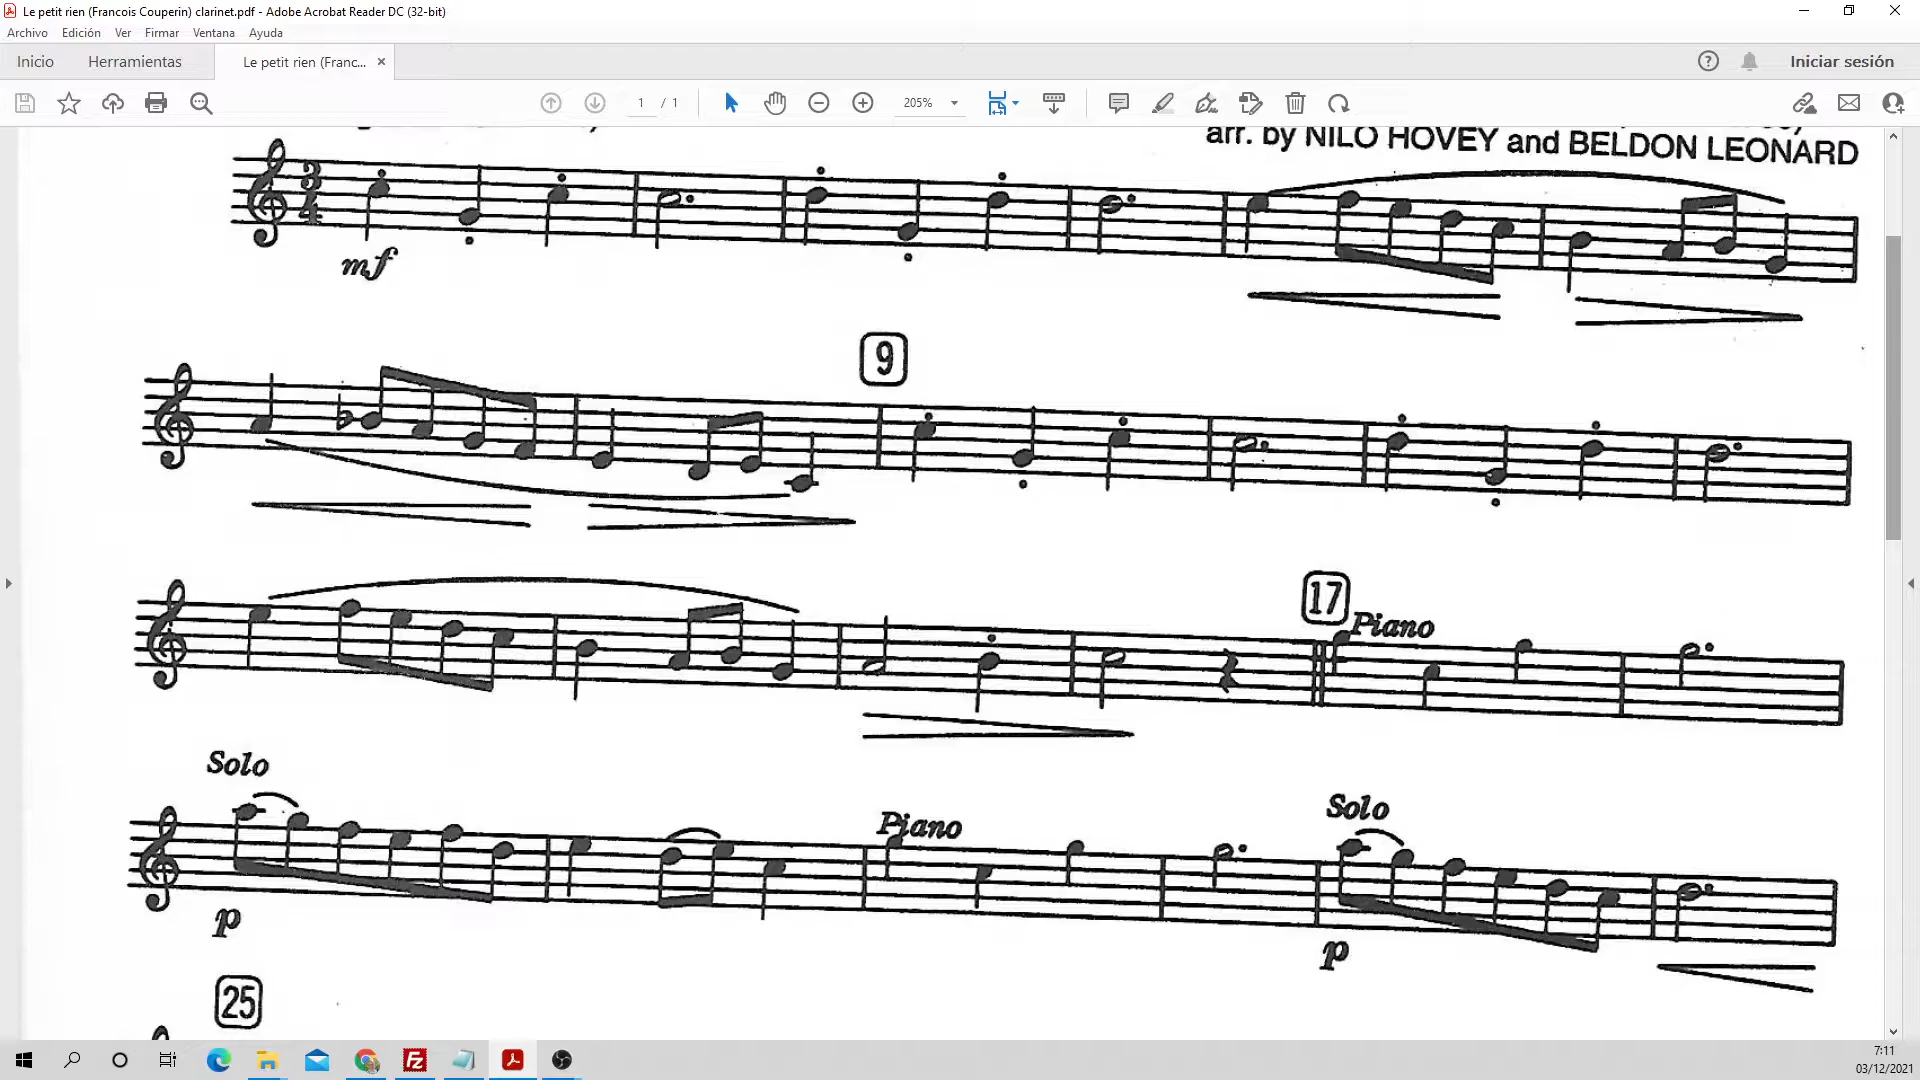 Le petit rien (Francois Couperin) clarinet.pdf - Adobe Acrobat Reader DC (32-bit)
Archivo Edición Ver Firmar Ventana Ayuda
Inicio Herramientas Le petit rien (Franc... Iniciar sesión
1 / 1 205%
arr. by NILO HOVEY and BELDON LEONARD
3
4
mf
9
17
Piano
Solo
Piano
Solo
p
p
25
7:11
03/12/2021